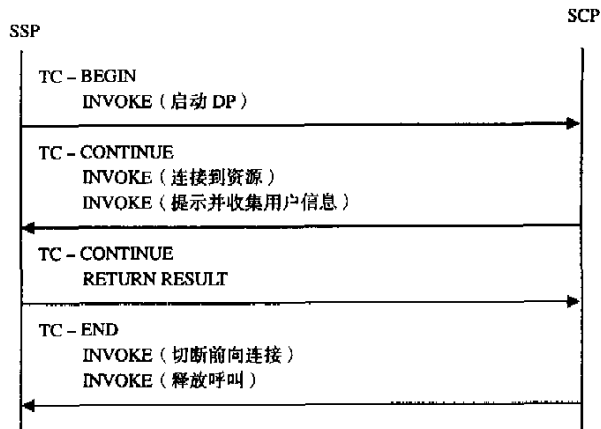 SSP
SCP
TC – BEGIN
INVOKE（启动 DP）
TC – CONTINUE
INVOKE（连接到资源）
INVOKE（提示并收集用户信息）
TC – CONTINUE
RETURN RESULT
TC – END
INVOKE（切断前向连接）
INVOKE（释放呼叫）